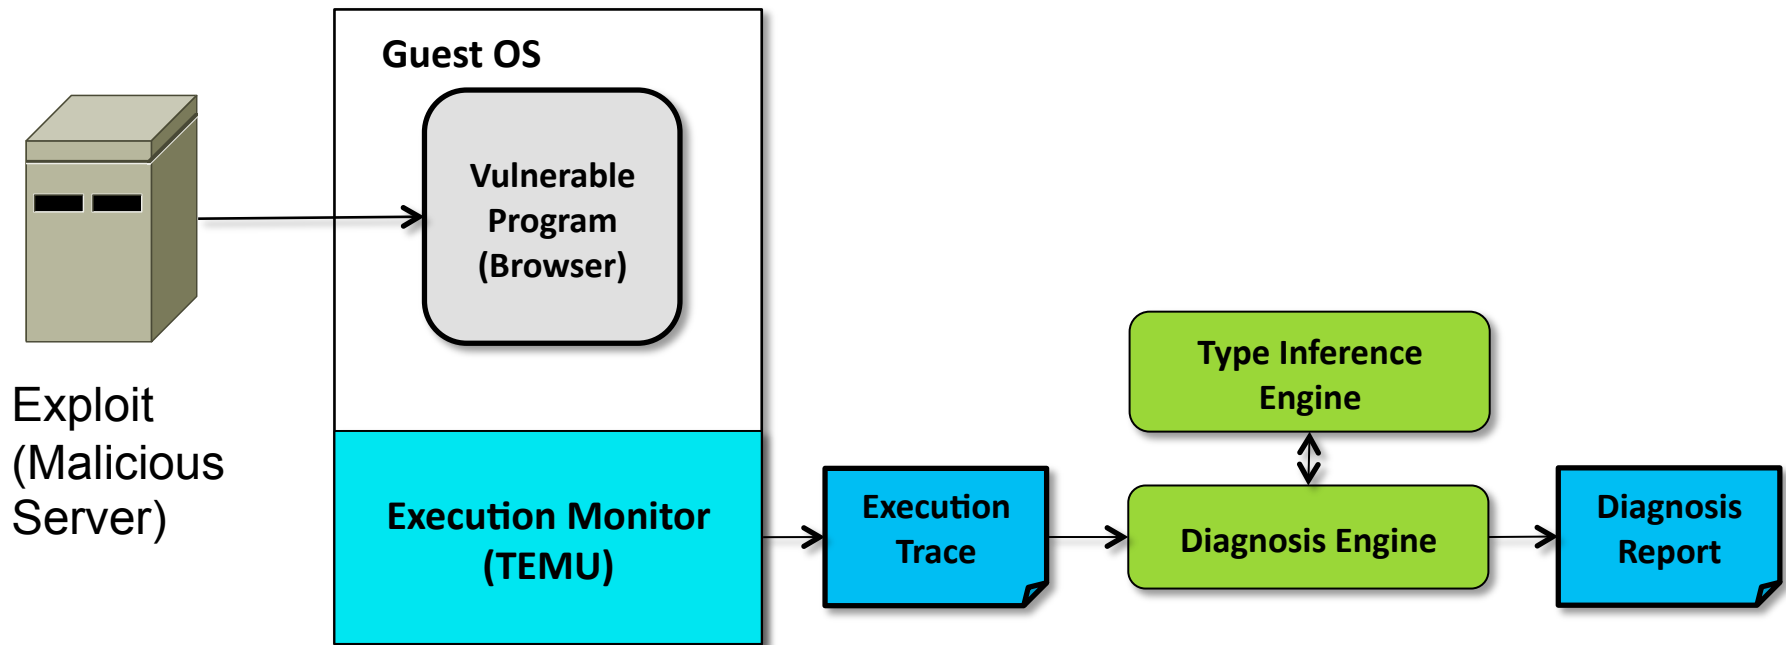 Guest OS
Vulnerable
Program
(Browser)
Exploit
(Malicious
Server)
Execution Monitor
(TEMU)
Execution
Trace
Type Inference
Engine
Diagnosis Engine
Diagnosis
Report